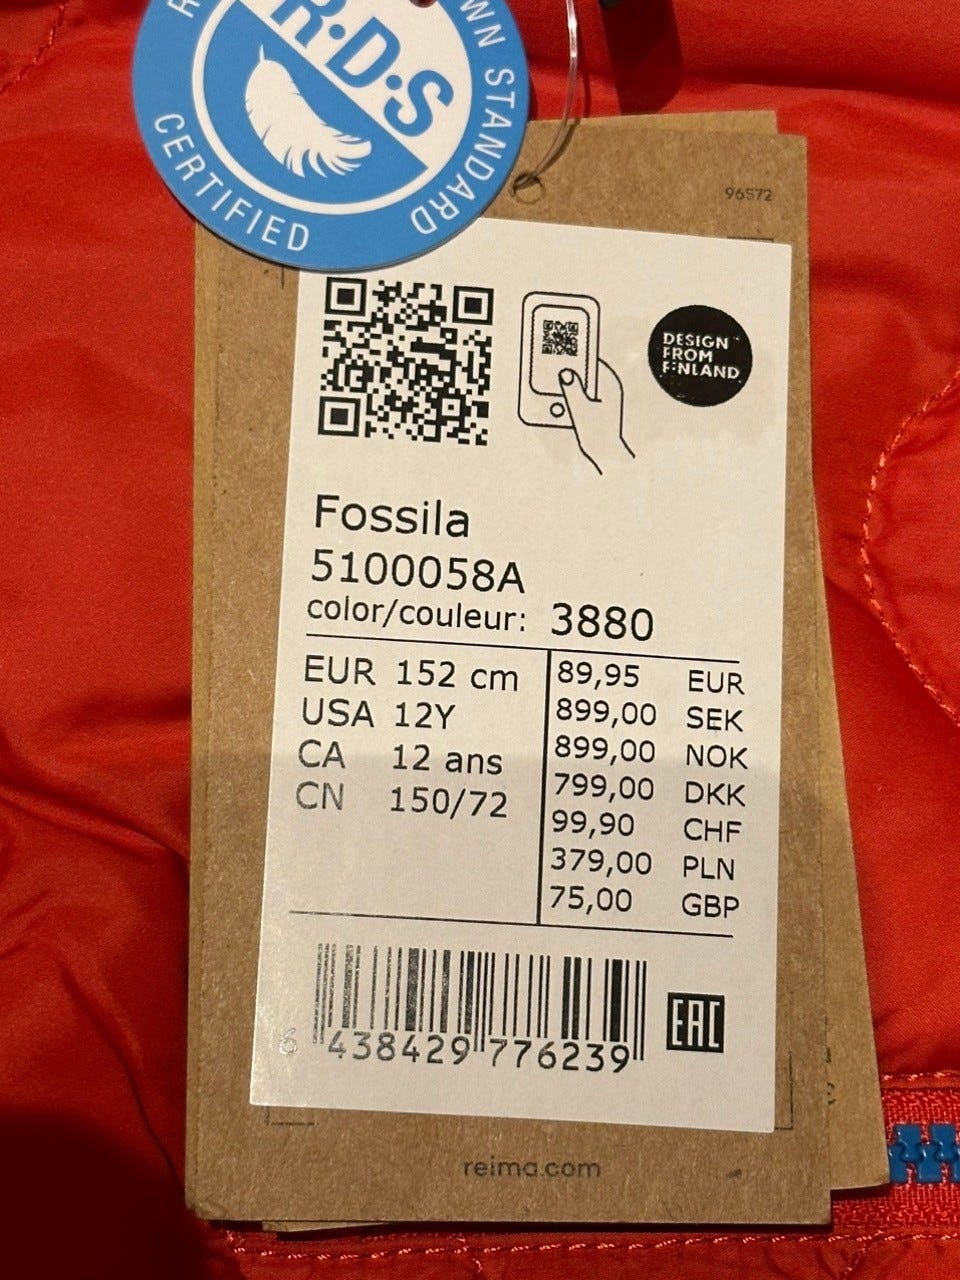 R·D·S
WN STANDARD
CERTIFIED
96572
DESIGN
FROM
FINLAND
Fossila
5100058A
color/couleur: 3880
EUR 152 cm
USA 12Y
CA 12 ans
CN 150/72
89,95 EUR
899,00 SEK
899,00 NOK
799,00 DKK
99,90 CHF
379,00 PLN
75,00 GBP
6 438429 776239
EAC
reima.com